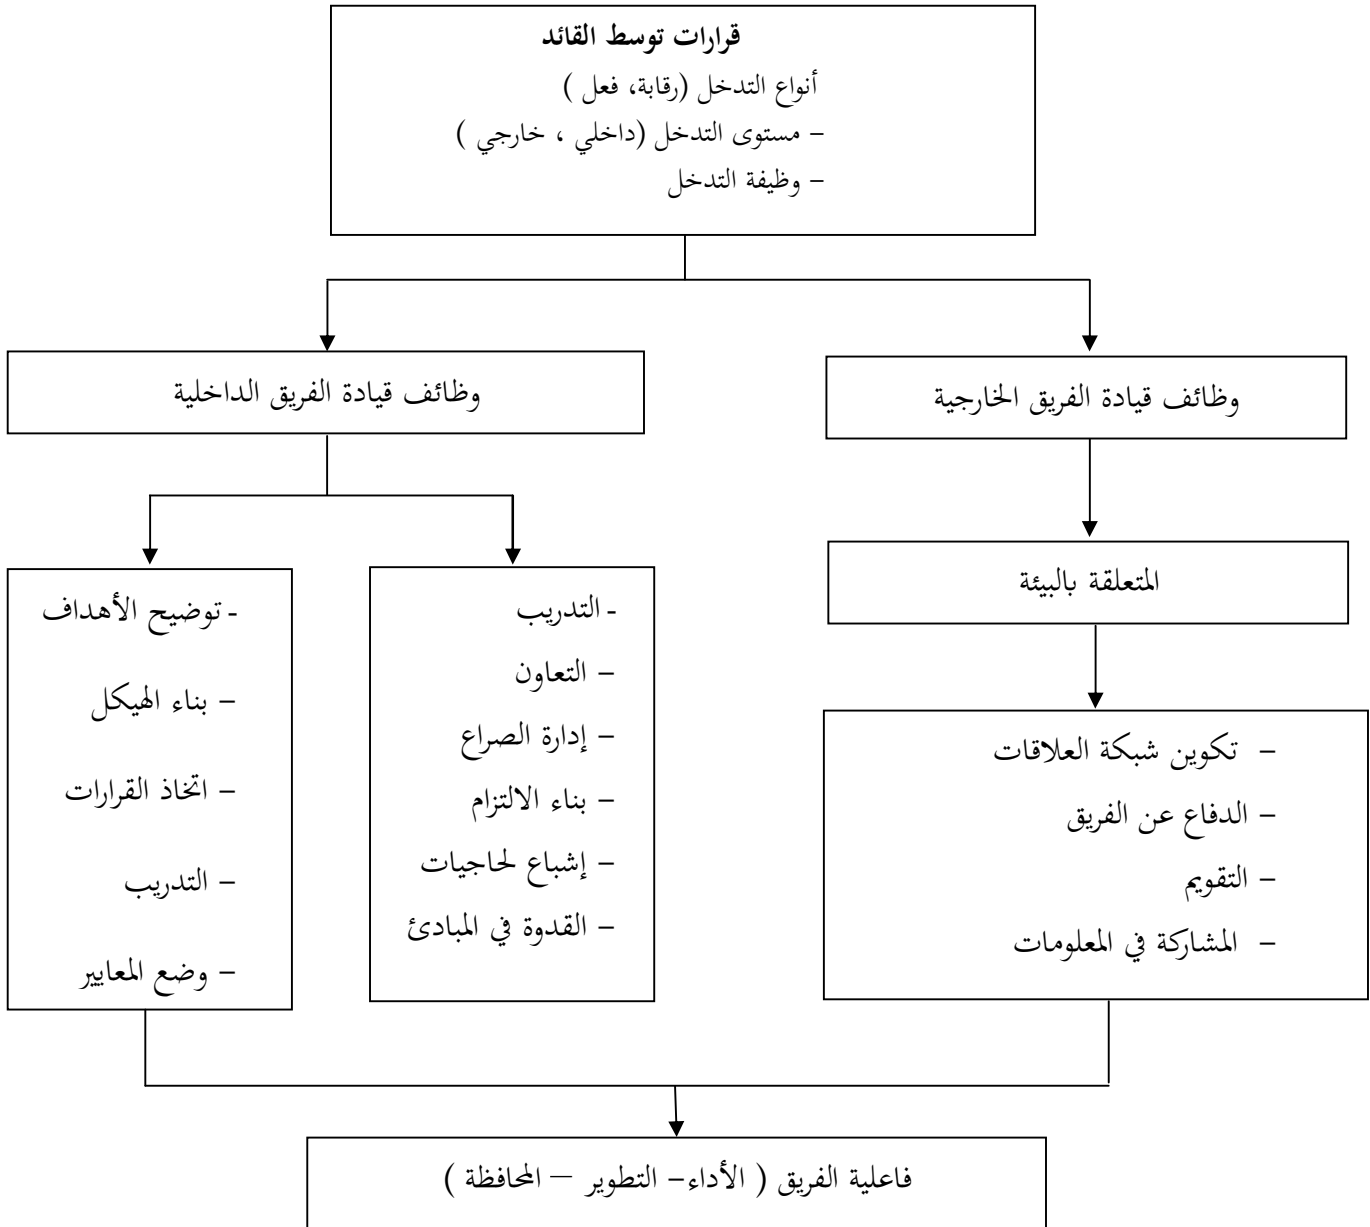 قرارات توسط القائد
أنواع التدخل (رقابة، فعل )
– مستوى التدخل (داخلي ، خارجي )
– وظيفة التدخل
وظائف قيادة الفريق الخارجية
وظائف قيادة الفريق الداخلية
المتعلقة بالبيئة
– تكوين شبكة العلاقات
– الدفاع عن الفريق
– التقويم
– المشاركة في المعلومات
- التدريب
– التعاون
– إدارة الصراع
– بناء الالتزام
– إشباع لحاجيات
– القدوة في المبادئ
- توضيح الأهداف
– بناء الهيكل
– اتخاذ القرارات
– التدريب
– وضع المعايير
فاعلية الفريق ( الأداء– التطوير – المحافظة )